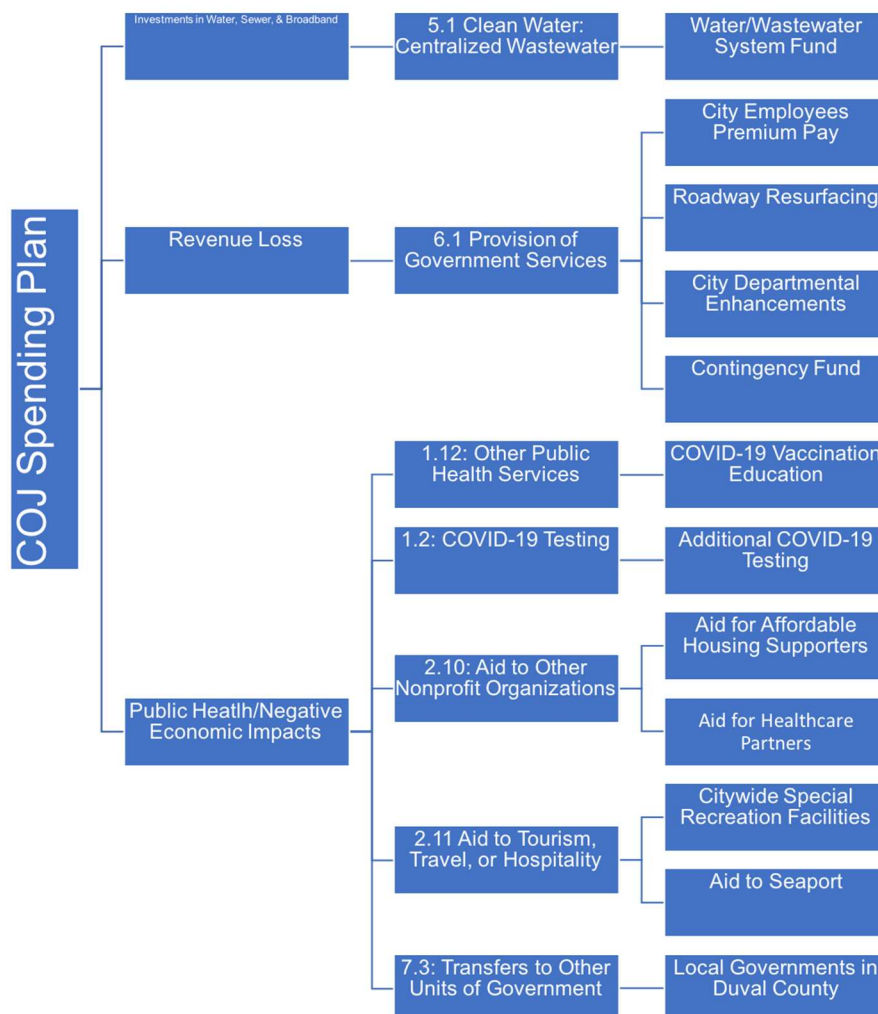 COJ Spending Plan
Investments in Water, Sewer, & Broadband
5.1 Clean Water:
Centralized Wastewater
Water/Wastewater
System Fund
Revenue Loss
6.1 Provision of
Government Services
City Employees
Premium Pay
Roadway Resurfacing
City Departmental
Enhancements
Contingency Fund
Public Heatlh/Negative
Economic Impacts
1.12: Other Public
Health Services
COVID-19 Vaccination
Education
1.2: COVID-19 Testing
Additional COVID-19
Testing
2.10: Aid to Other
Nonprofit Organizations
Aid for Affordable
Housing Supporters
Aid for Healthcare
Partners
2.11 Aid to Tourism,
Travel, or Hospitality
Citywide Special
Recreation Facilities
Aid to Seaport
7.3: Transfers to Other
Units of Government
Local Governments in
Duval County